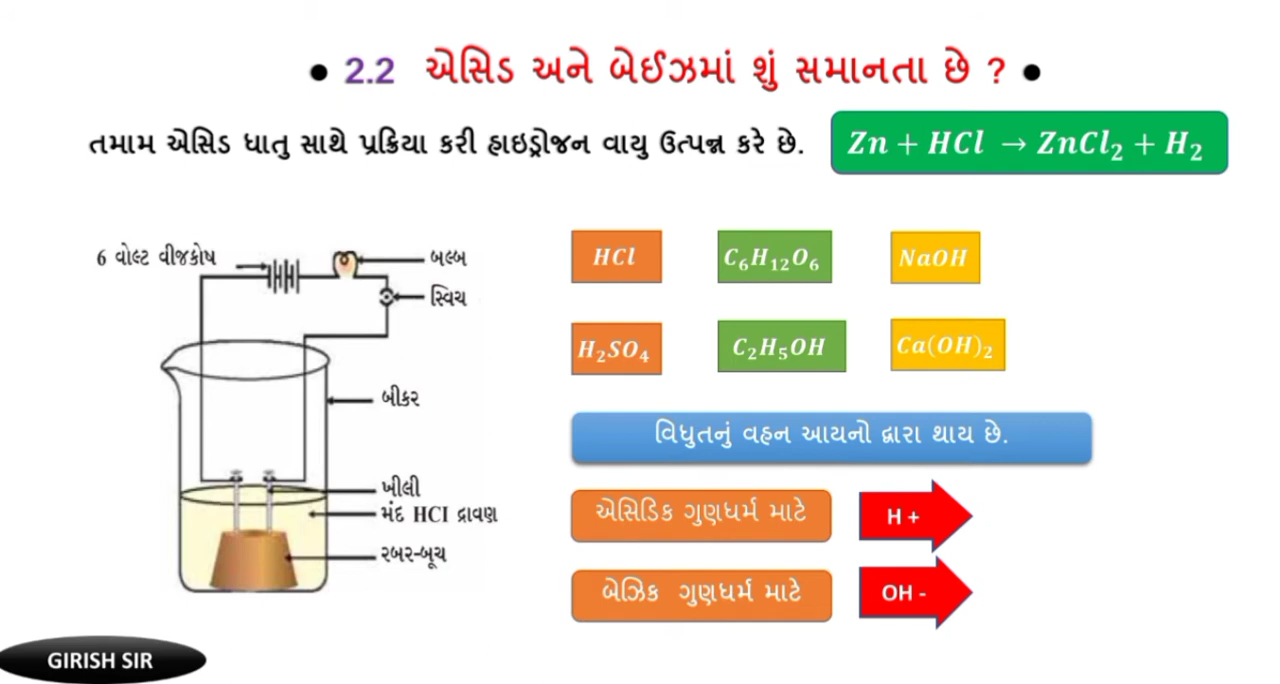 • 2.2 એસિડ અને બેઈઝમાં શું સમાનતા છે ? •
તમામ એસિડ ધાતુ સાથે પ્રક્રિયા કરી હાઇડ્રોજન વાયુ ઉત્પન્ન કરે છે.
Zn + HCl → ZnCl₂ + H₂
6 વોલ્ટ વીજકોષ
બલ્બ
સ્વિચ
બીકર
ખીલી
મંદ HCl દ્રાવણ
રબર-બૂચ
HCl
C₆H₁₂O₆
NaOH
H₂SO₄
C₂H₅OH
Ca(OH)₂
વિધુતનું વહન આયનો દ્વારા થાય છે.
એસિડિક ગુણધર્મ માટે
H +
બેઝિક ગુણધર્મ માટે
OH -
GIRISH SIR